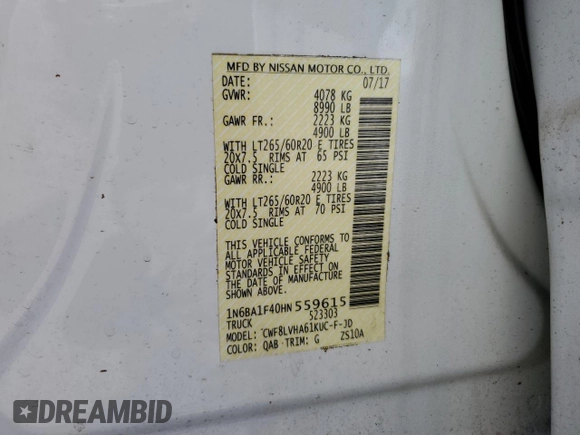 MFD BY NISSAN MOTOR CO., LTD.
DATE: 07/17
GVWR: 4078 KG
8990 LB
GAWR FR.: 2223 KG
4900 LB
WITH LT265/60R20 E TIRES
20X7.5 RIMS AT 65 PSI
COLD SINGLE
GAWR RR.: 2223 KG
4900 LB
WITH LT265/60R20 E TIRES
20X7.5 RIMS AT 70 PSI
COLD SINGLE
THIS VEHICLE CONFORMS TO
ALL APPLICABLE FEDERAL
MOTOR VEHICLE SAFETY
STANDARDS IN EFFECT ON
THE DATE OF MANUFACTURE
SHOWN ABOVE.
1N6BA1F40HN559615
TRUCK 523303
MODEL: CWF8LVHA61KUC-F-JD
COLOR: QAB TRIM: G ZS10A
DREAMBID